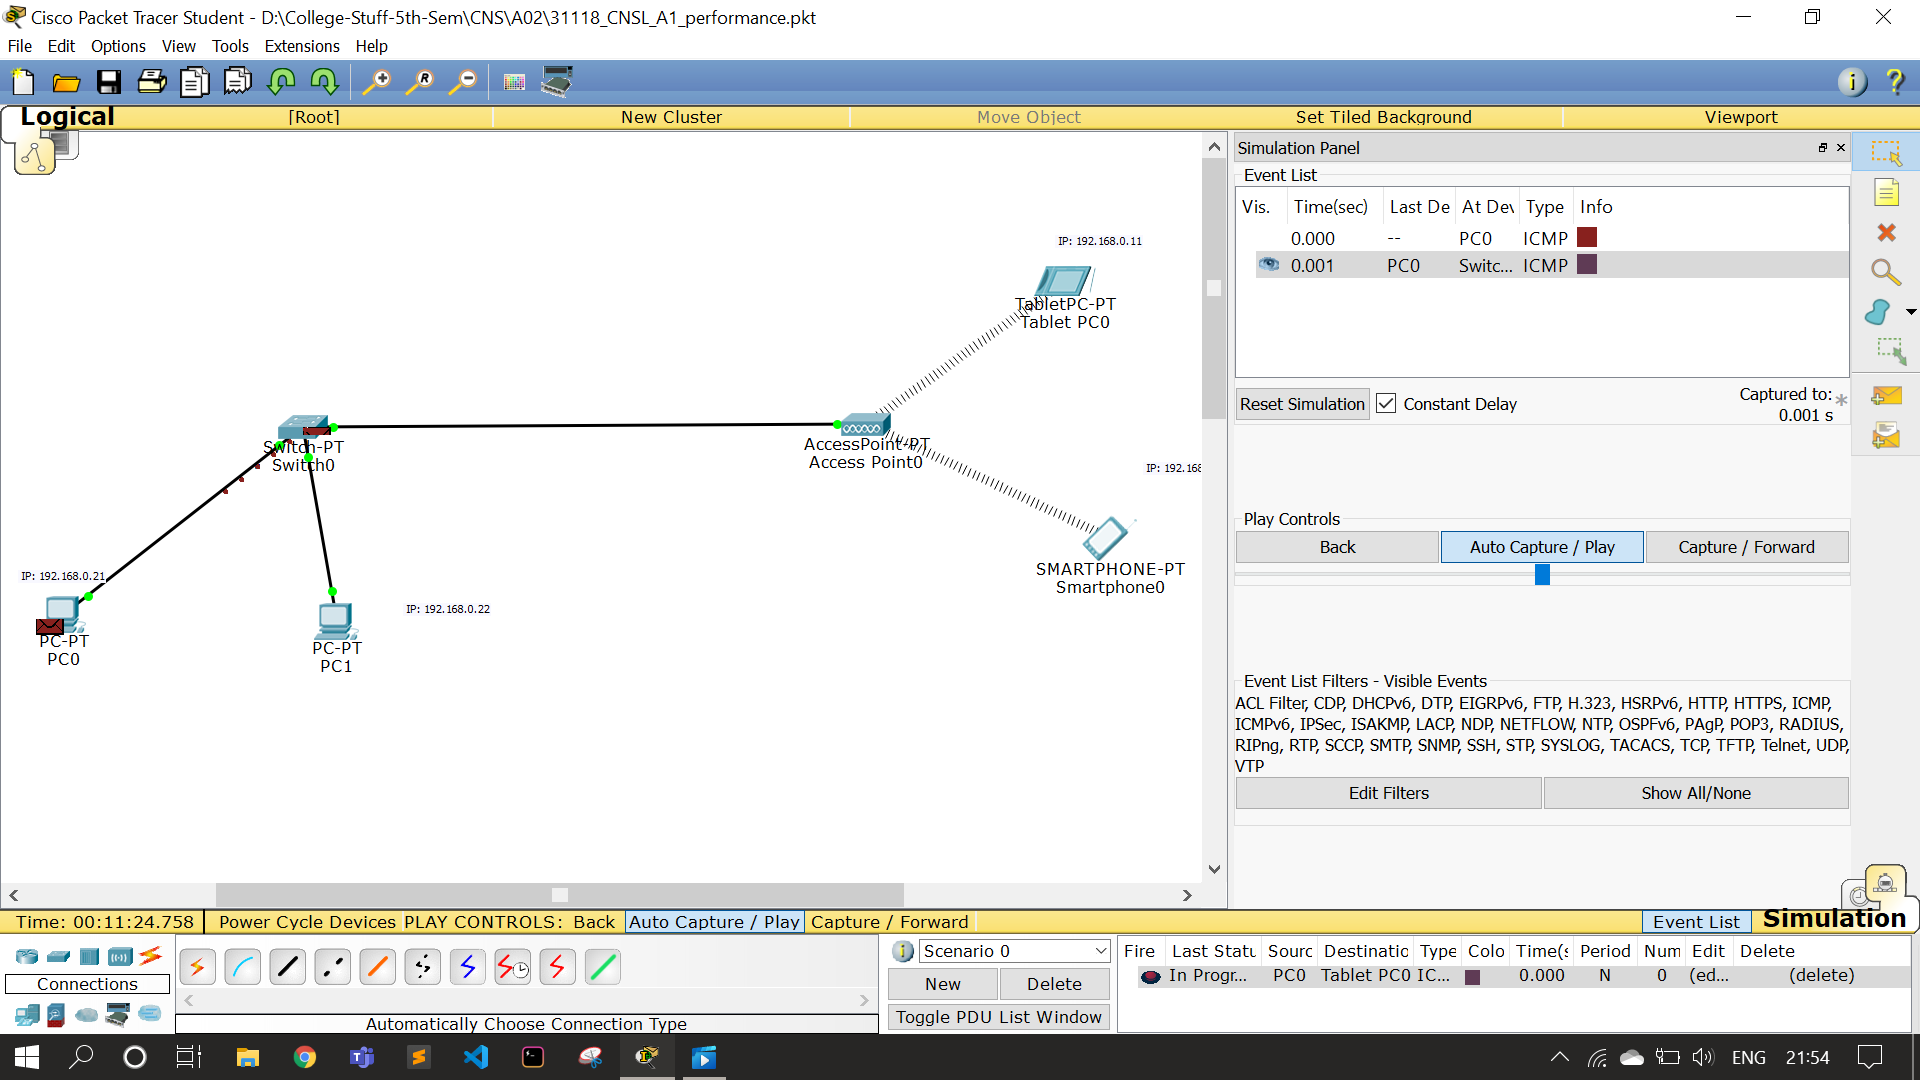 Cisco Packet Tracer Student - D:\College-Stuff-5th-Sem\CNS\A02\31118_CNSL_A1_performance.pkt
File Edit Options View Tools Extensions Help
Logical [Root] New Cluster Move Object Set Tiled Background Viewport
Simulation Panel
Event List
Vis. Time(sec) Last De At Dev Type Info
0.000 -- PC0 ICMP
0.001 PC0 Switc... ICMP
Reset Simulation Constant Delay Captured to: *
0.001 s
Play Controls
Back Auto Capture / Play Capture / Forward
Event List Filters - Visible Events
ACL Filter, CDP, DHCPv6, DTP, EIGRPv6, FTP, H.323, HSRPv6, HTTP, HTTPS, ICMP,
ICMPv6, IPSec, ISAKMP, LACP, NDP, NETFLOW, NTP, OSPFv6, PAgP, POP3, RADIUS,
RIPng, RTP, SCCP, SMTP, SNMP, SSH, STP, SYSLOG, TACACS, TCP, TFTP, Telnet, UDP,
VTP
Edit Filters Show All/None
IP: 192.168.0.11
TabletPC-PT
Tablet PC0
Switch-PT
Switch0
AccessPoint-PT
Access Point0
IP: 192.168
SMARTPHONE-PT
Smartphone0
IP: 192.168.0.21
PC-PT
PC0
IP: 192.168.0.22
PC-PT
PC1
Time: 00:11:24.758 Power Cycle Devices PLAY CONTROLS: Back Auto Capture / Play Capture / Forward Event List Simulation
Connections
Automatically Choose Connection Type
Scenario 0
New Delete
Toggle PDU List Window
Fire Last Statu Sourc Destinatio Type Colo Time(s Period Num Edit Delete
In Progr... PC0 Tablet PC0 IC... 0.000 N 0 (ed... (delete)
ENG 21:54